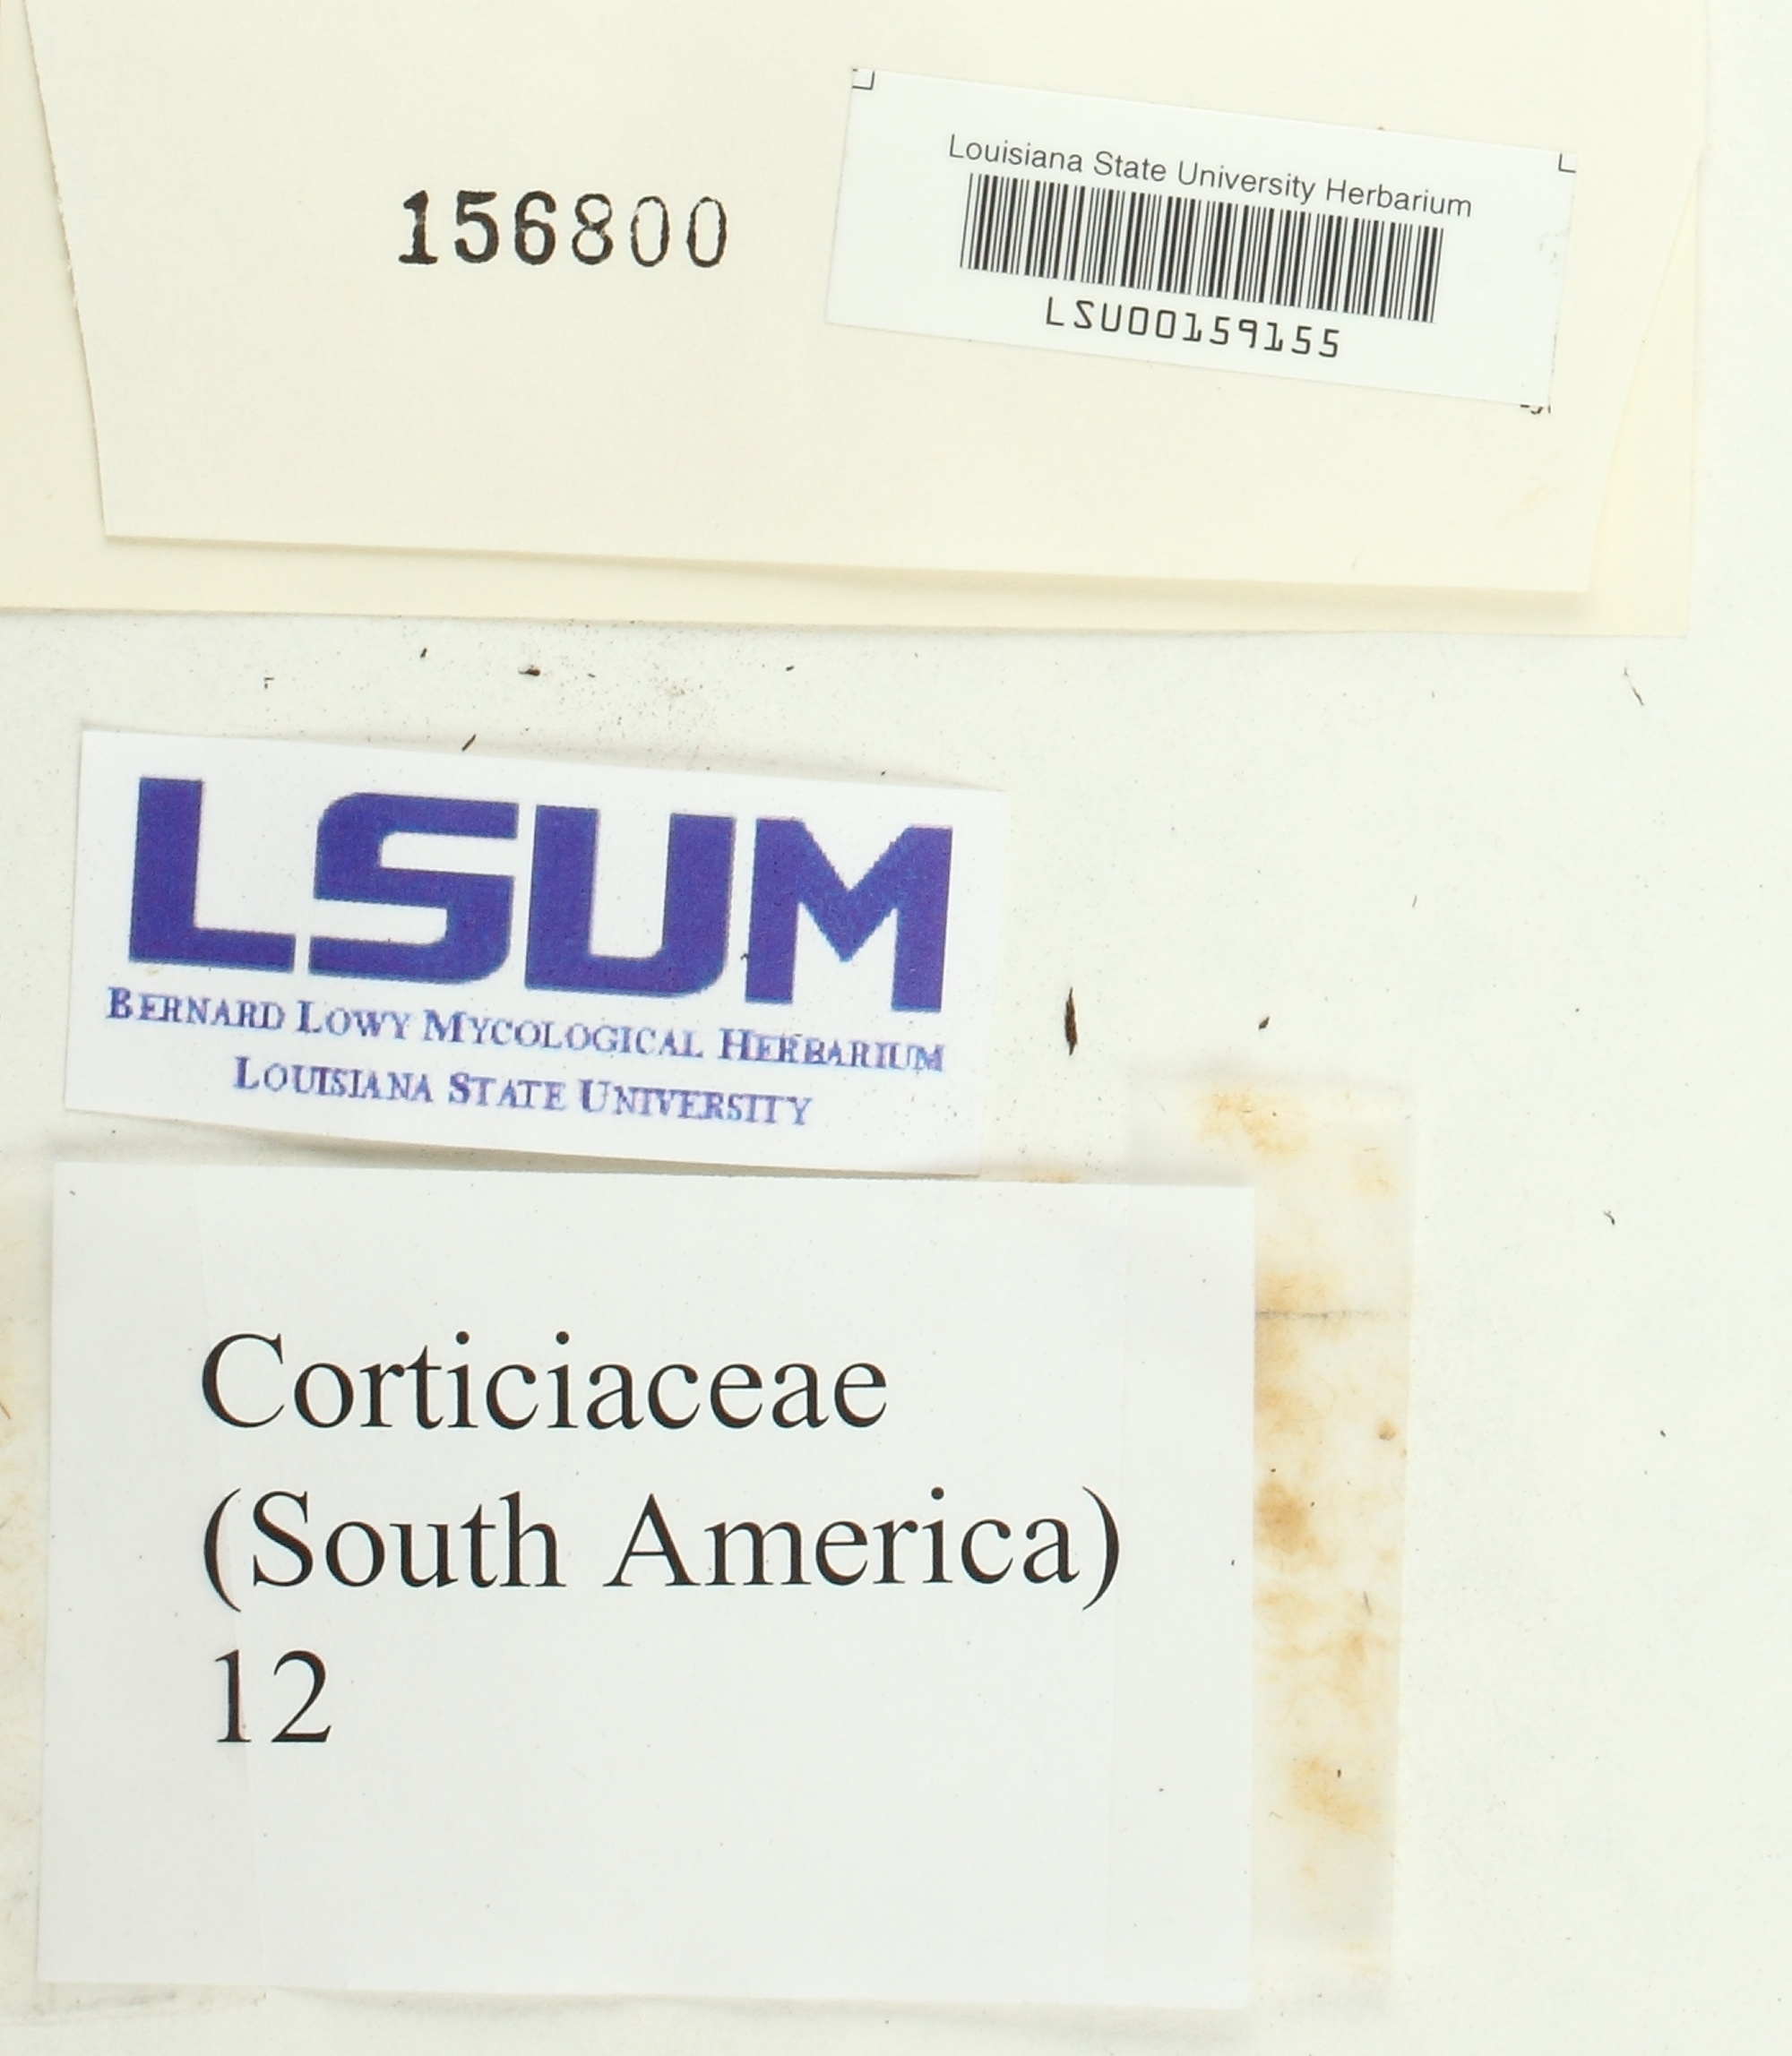 156800
Louisiana State University Herbarium
LSU00159155
LSUM
BERNARD LOWY MYCOLOGICAL HERBARIUM
LOUISIANA STATE UNIVERSITY
Corticiaceae
(South America)
12